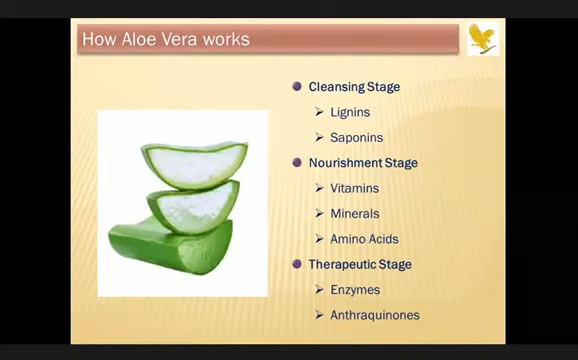 How Aloe Vera works
Cleansing Stage
Lignins
Saponins
Nourishment Stage
Vitamins
Minerals
Amino Acids
Therapeutic Stage
Enzymes
Anthraquinones